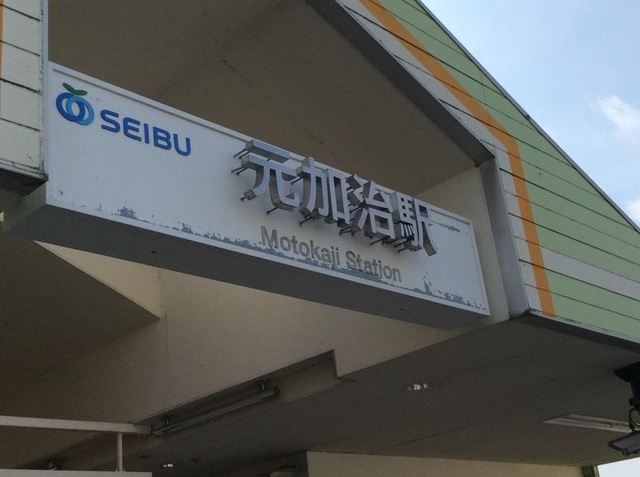 SEIBU
元加治駅
Motokaji Station